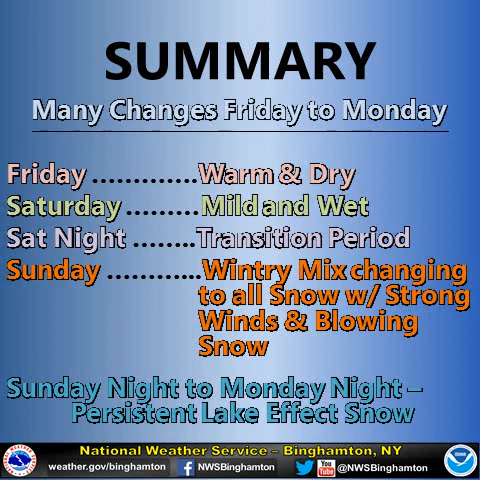 SUMMARY
Many Changes Friday to Monday
Friday .............Warm & Dry
Saturday .........Mild and Wet
Sat Night ........Transition Period
Sunday ............Wintry Mix changing
to all Snow w/ Strong
Winds & Blowing
Snow
Sunday Night to Monday Night –
Persistent Lake Effect Snow
National Weather Service – Binghamton, NY
weather.gov/binghamton NWSBinghamton You Tube @NWSBinghamton